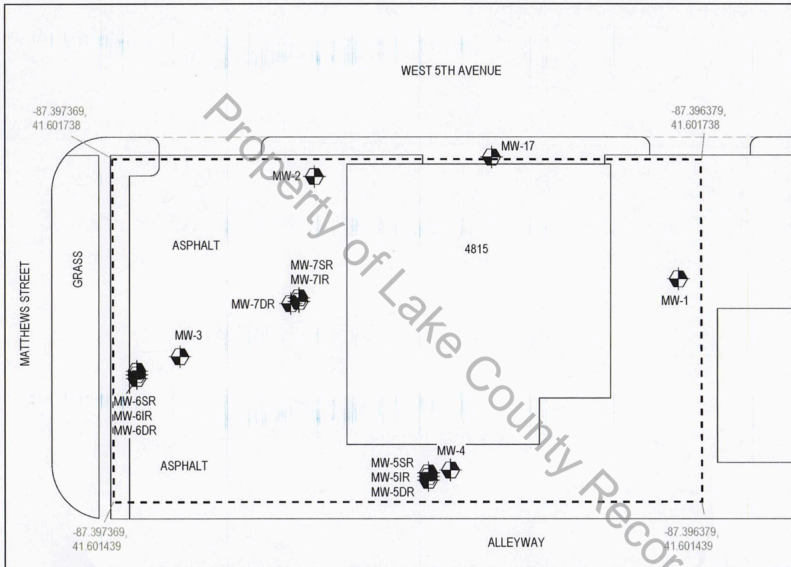 WEST 5TH AVENUE
-87.397369,
41.601738
-87.396379,
41.601738
MW-17
MW-2
ASPHALT
4815
MATTHEWS STREET
GRASS
MW-7SR
MW-7IR
MW-7DR
MW-1
MW-3
MW-6SR
MW-6IR
MW-6DR
ASPHALT
MW-4
MW-5SR
MW-5IR
MW-5DR
-87.397369,
41.601439
-87.396379,
41.601439
ALLEYWAY
Property of Lake County Recor